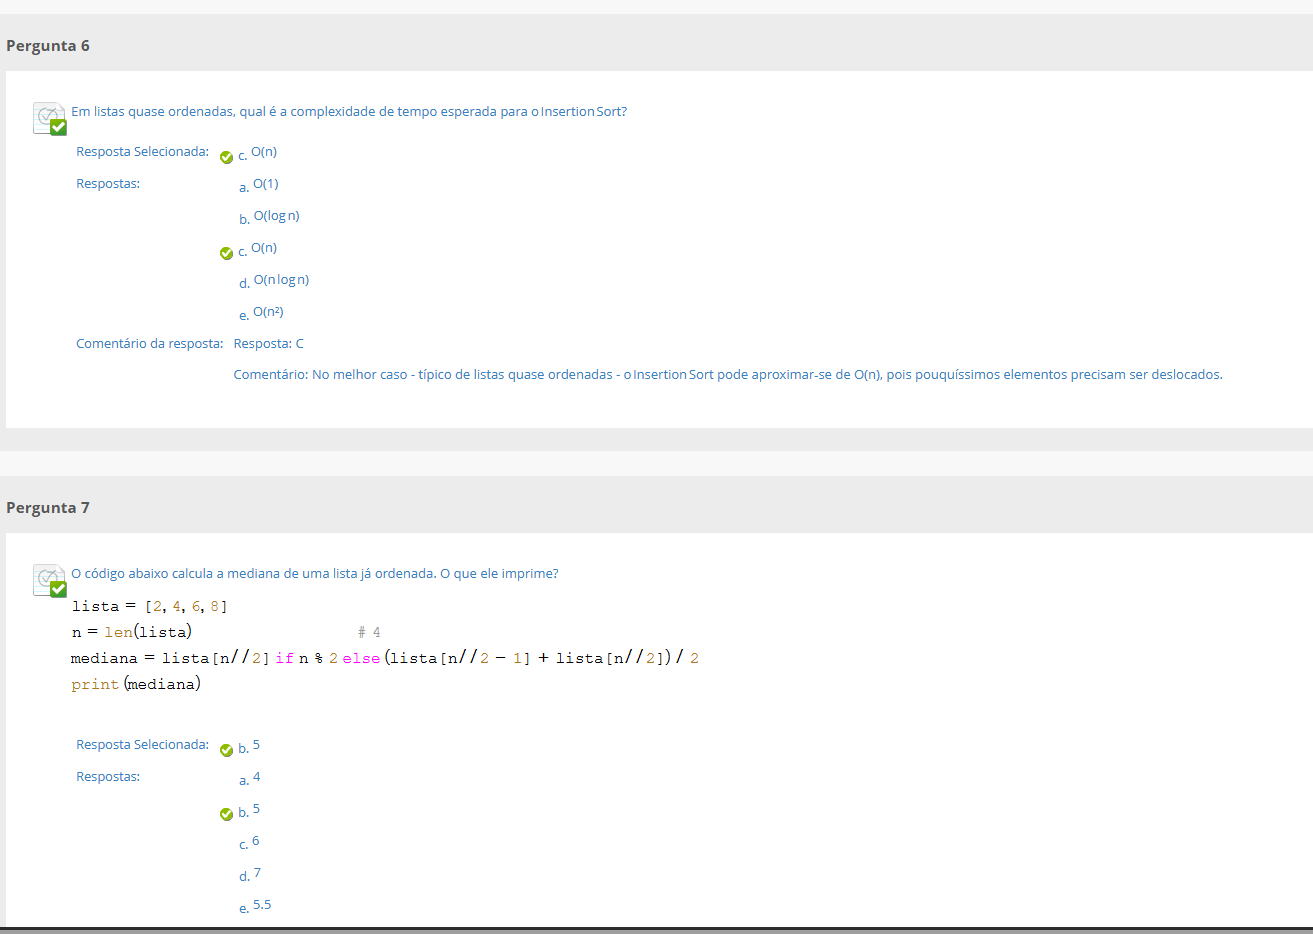 Pergunta 6
Em listas quase ordenadas, qual é a complexidade de tempo esperada para o Insertion Sort?
Resposta Selecionada: c. O(n)
Respostas: a. O(1)
b. O(log n)
c. O(n)
d. O(n log n)
e. O(n²)
Comentário da resposta: Resposta: C
Comentário: No melhor caso - típico de listas quase ordenadas - o Insertion Sort pode aproximar-se de O(n), pois pouquíssimos elementos precisam ser deslocados.
Pergunta 7
O código abaixo calcula a mediana de uma lista já ordenada. O que ele imprime?
lista = [2, 4, 6, 8]
n = len(lista) # 4
mediana = lista[n//2] if n % 2 else (lista[n//2 − 1] + lista[n//2]) / 2
print (mediana)
Resposta Selecionada: b. 5
Respostas: a. 4
b. 5
c. 6
d. 7
e. 5.5